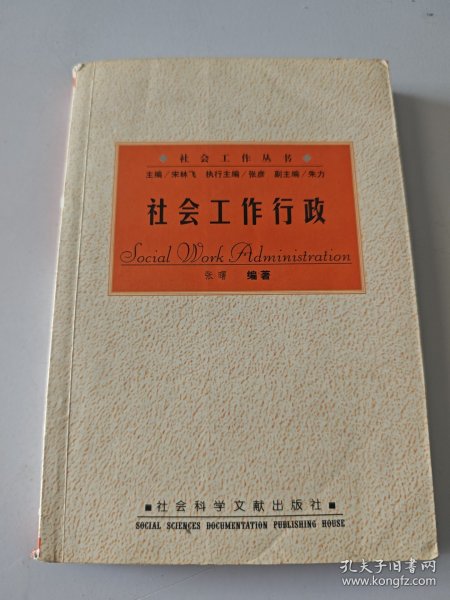 ◆ 社会工作丛书 ◆
主编/宋林飞 执行主编/张彦 副主编/朱力
社会工作行政
Social Work Administration
张曙 编著
■社会科学文献出版社■
SOCIAL SCIENCES DOCUMENTATION PUBLISHING HOUSE
孔夫子旧书网
www.kongfz.com